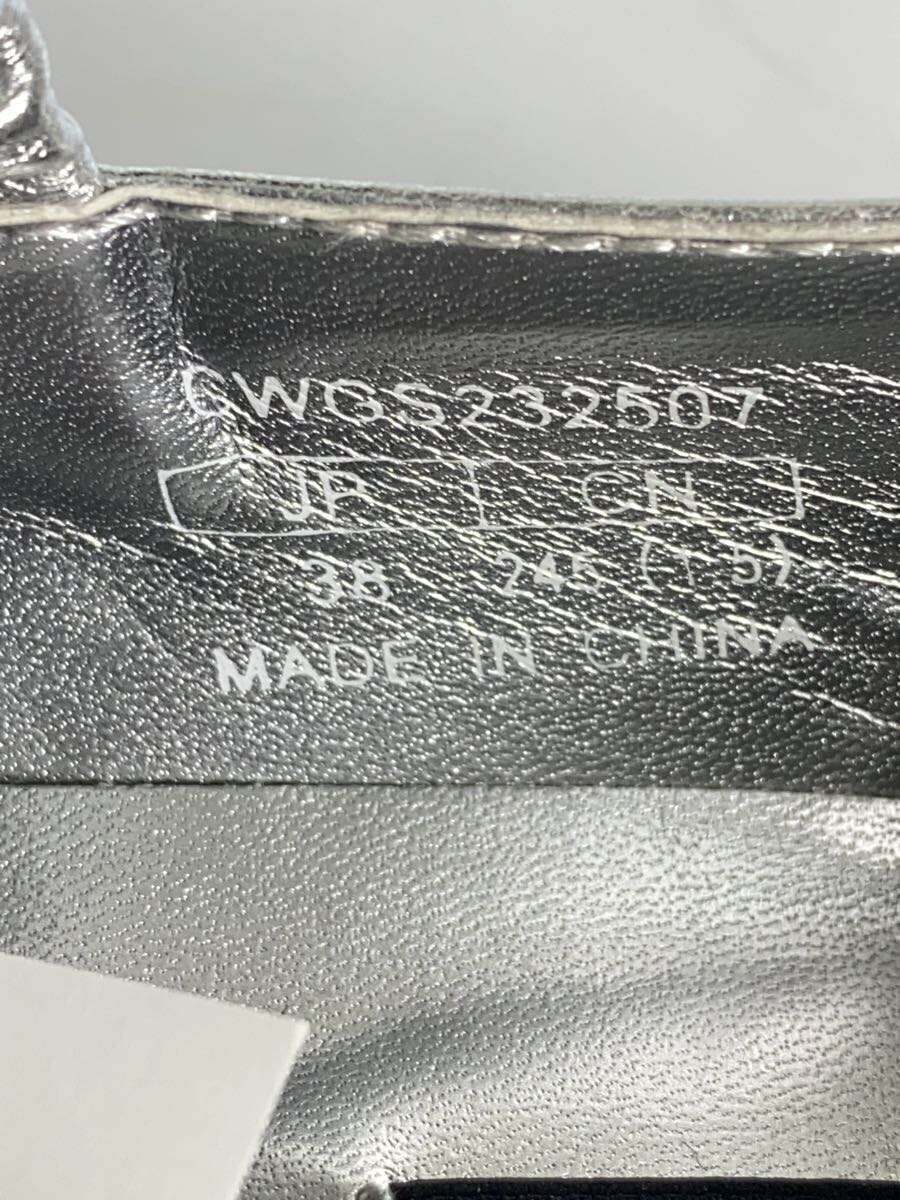 CWGS232507
JP CN
38 245 (1.5)
MADE IN CHINA